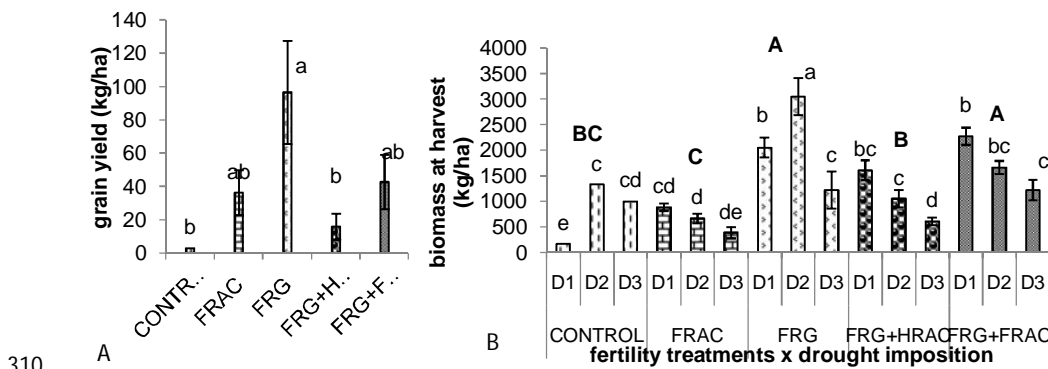 grain yield (kg/ha)
140
120
100
80
60
40
20
0
b
ab
a
b
ab
CONTR..
FRAC
FRG
FRG+H..
FRG+F..
A
biomass at harvest
(kg/ha)
4000
3500
3000
2500
2000
1500
1000
500
0
BC
C
A
B
A
e
c
cd
cd
d
de
b
a
c
bc
c
d
b
bc
c
D1 D2 D3 D1 D2 D3 D1 D2 D3 D1 D2 D3 D1 D2 D3
CONTROL FRAC FRG FRG+HRAC FRG+FRAC
fertility treatments x drought imposition
B
310